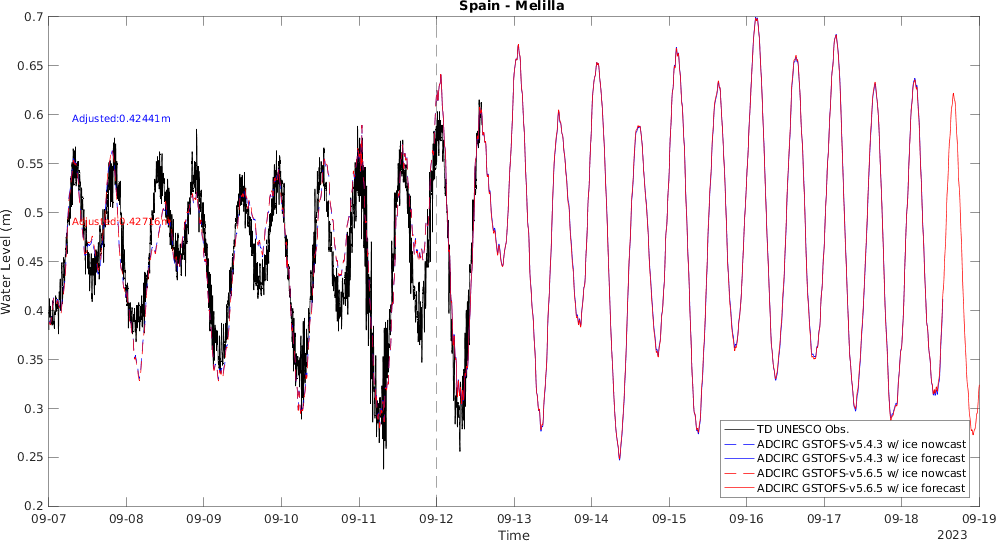 Spain - Melilla
0.7
0.65
0.6
0.55
0.5
0.45
0.4
0.35
0.3
0.25
0.2
Water Level (m)
Adjusted:0.42441m
Adjusted:0.42716m
TD UNESCO Obs.
ADCIRC GSTOFS-v5.4.3 w/ ice nowcast
ADCIRC GSTOFS-v5.4.3 w/ ice forecast
ADCIRC GSTOFS-v5.6.5 w/ ice nowcast
ADCIRC GSTOFS-v5.6.5 w/ ice forecast
09-07 09-08 09-09 09-10 09-11 09-12 09-13 09-14 09-15 09-16 09-17 09-18 09-19
Time
2023